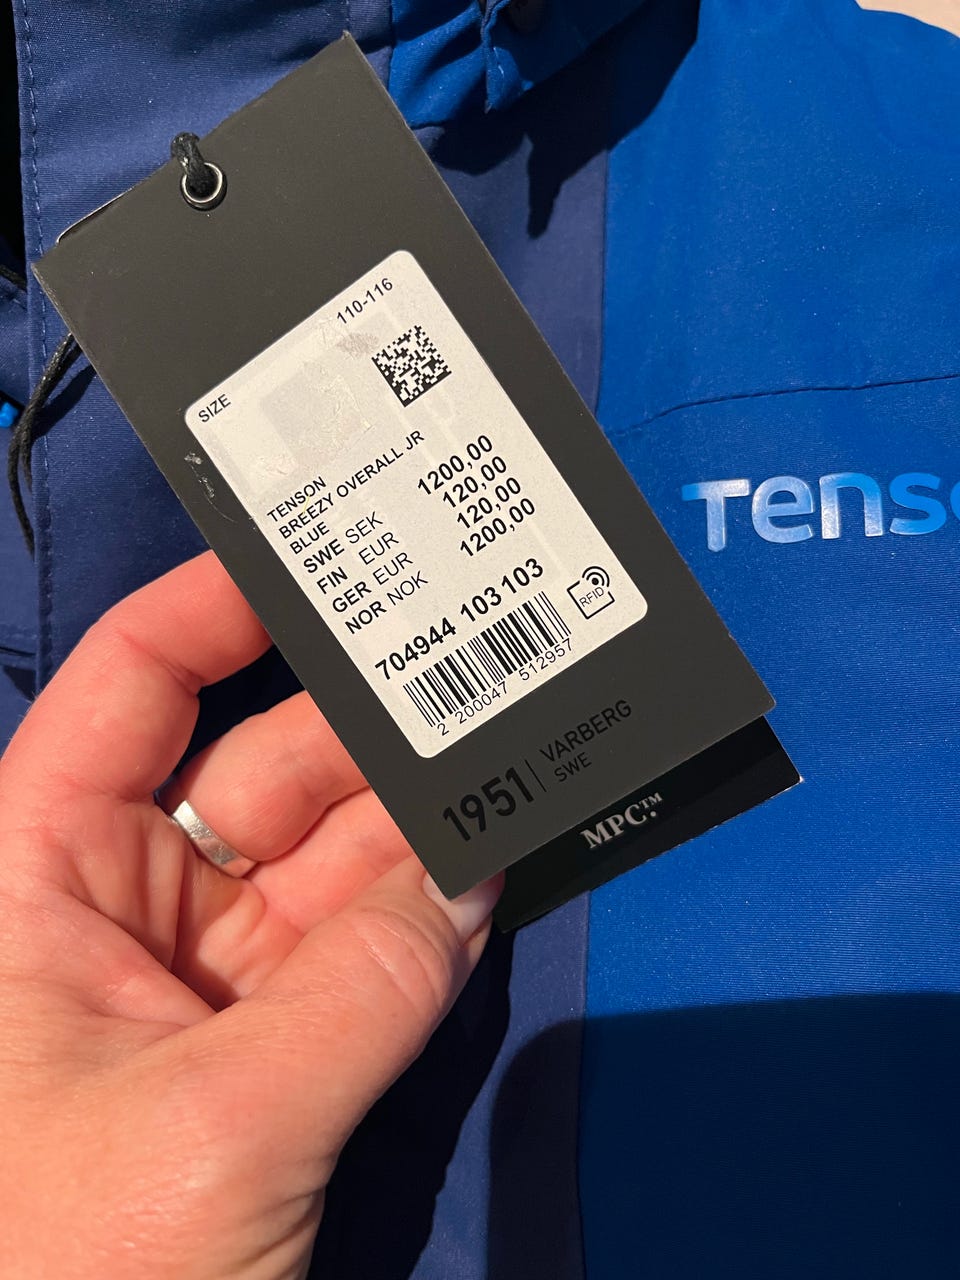 SIZE 110-116
TENSON
BREEZY OVERALL JR
BLUE
SWE SEK 1200,00
FIN EUR 120,00
GER EUR 120,00
NOR NOK 1200,00
704944 103 103
RFID
2 200047 512957
1951 | VARBERG
SWE
MPC.™
Tenso